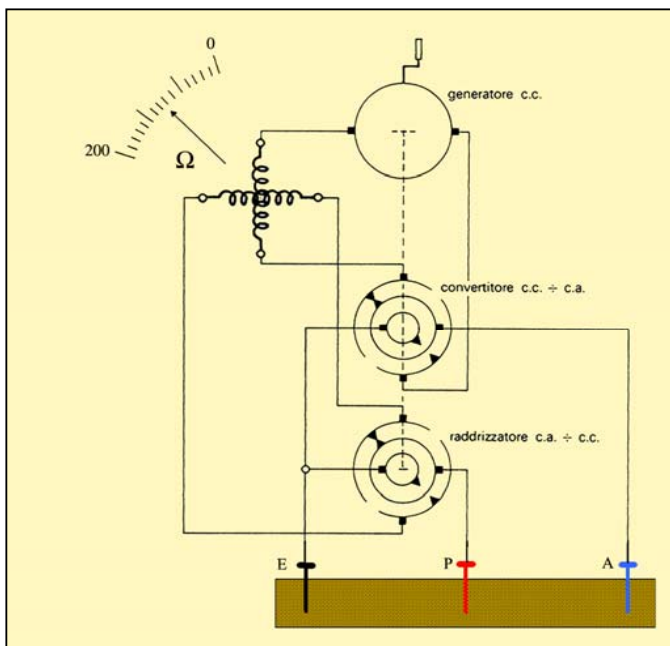 0
generatore c.c.
200
Ω
convertitore c.c. ÷ c.a.
raddrizzatore c.a. ÷ c.c.
E
P
A